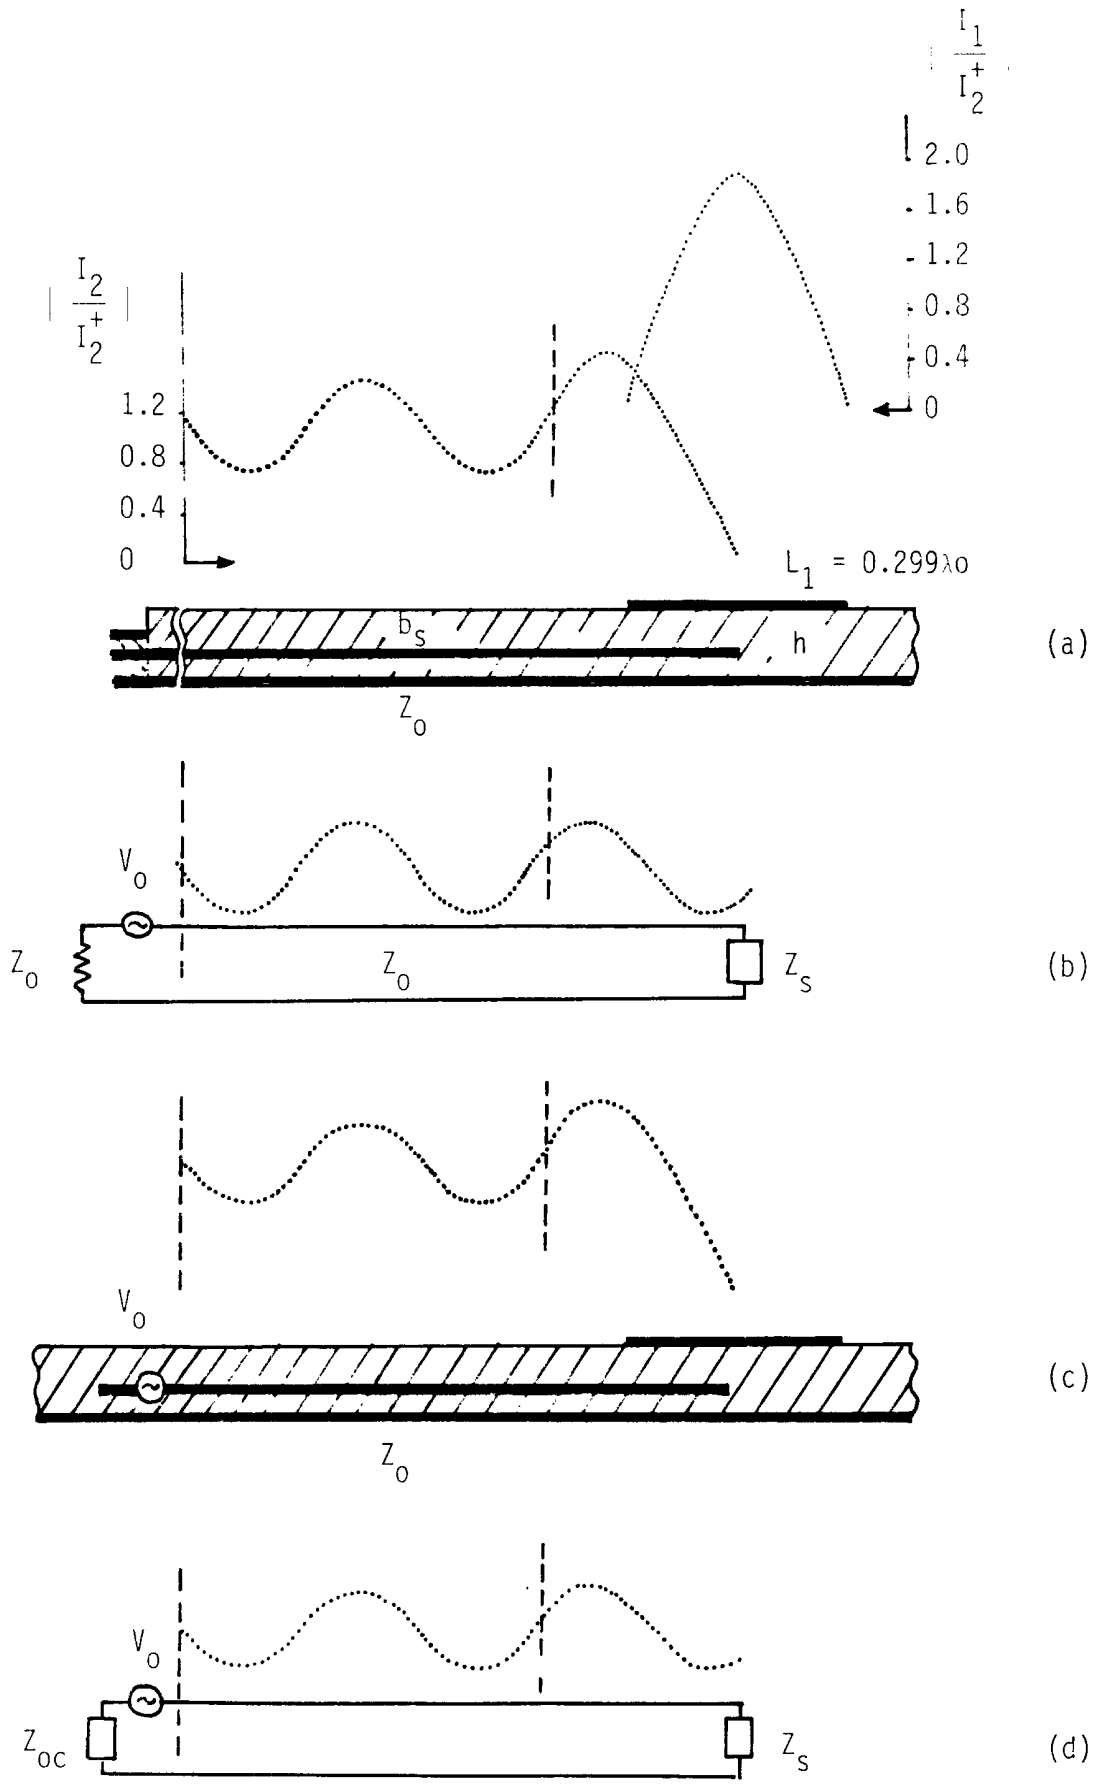 | I₁ / I₂⁺ |
2.0
1.6
1.2
0.8
0.4
0
| I₂ / I₂⁺ |
1.2
0.8
0.4
0
L₁ = 0.299λo
bₛ
h
(a)
Zₒ
Vₒ
Zₒ
Zₒ
Zₛ
(b)
Vₒ
(c)
Zₒ
Vₒ
Z_OC
Zₛ
(d)